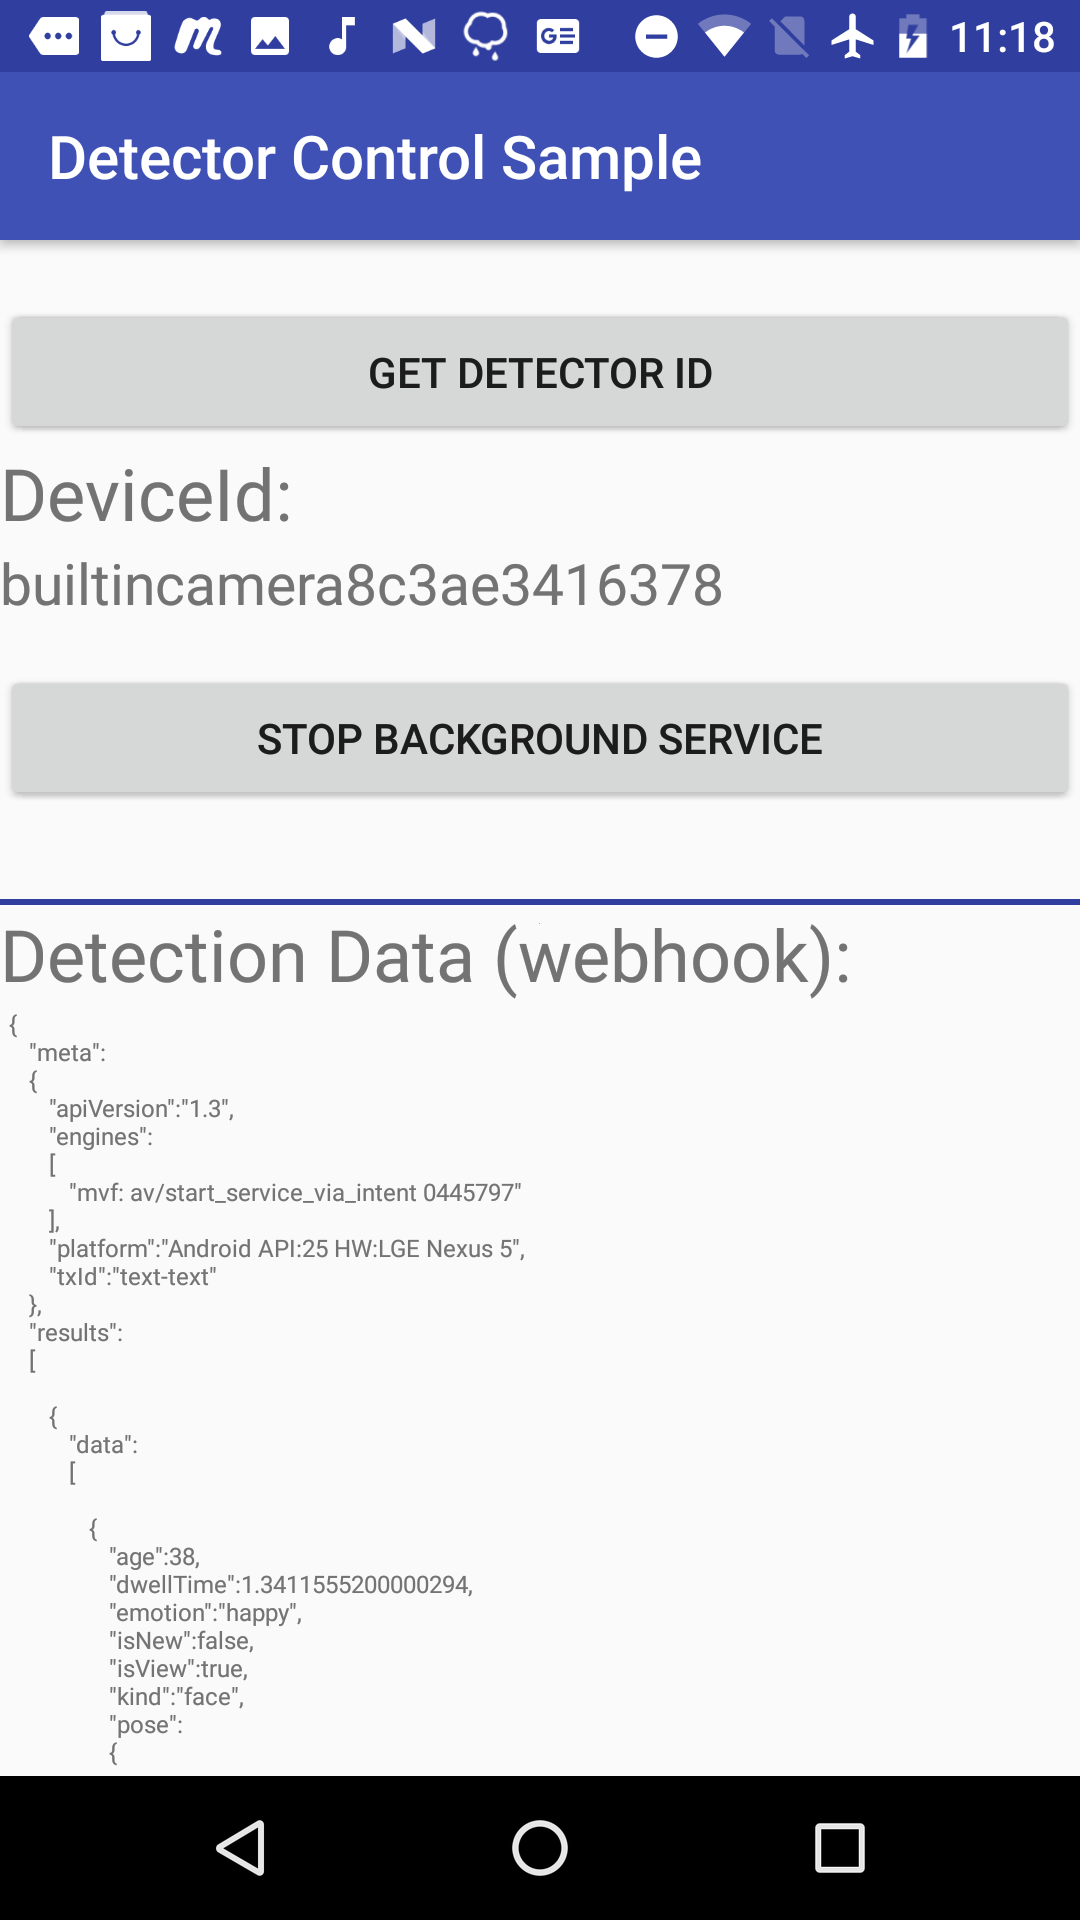 11:18
Detector Control Sample
GET DETECTOR ID
DeviceId:
builtincamera8c3ae3416378
STOP BACKGROUND SERVICE
Detection Data (webhook):
{
"meta":
{
"apiVersion":"1.3",
"engines":
[
"mvf: av/start_service_via_intent 0445797"
],
"platform":"Android API:25 HW:LGE Nexus 5",
"txId":"text-text"
},
"results":
[
{
"data":
[
{
"age":38,
"dwellTime":1.3411555200000294,
"emotion":"happy",
"isNew":false,
"isView":true,
"kind":"face",
"pose":
{